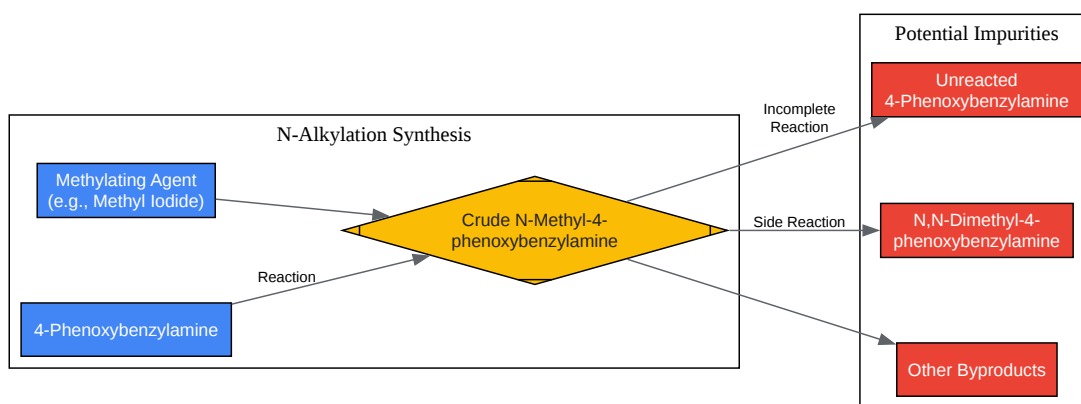 N-Alkylation Synthesis
Methylating Agent
(e.g., Methyl Iodide)
Reaction
4-Phenoxybenzylamine
Crude N-Methyl-4-
phenoxybenzylamine
Incomplete
Reaction
Side Reaction
Potential Impurities
Unreacted
4-Phenoxybenzylamine
N,N-Dimethyl-4-
phenoxybenzylamine
Other Byproducts